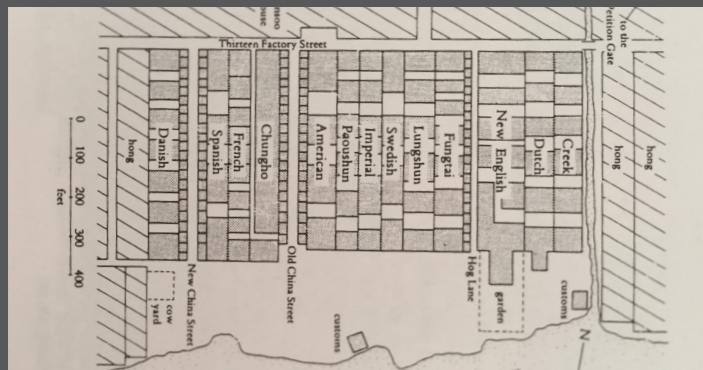 nsoo
ouse
to the
Petition Gate
Thirteen Factory Street
hong
Danish
Spanish
French
Chungho
American
Paoushun
Imperial
Swedish
Lungshun
Fungtai
New English
Dutch
Creek
hong
hong
0
100
200
300
400
feet
New China Street
Old China Street
Hog Lane
garden
customs
customs
cow
yard
N